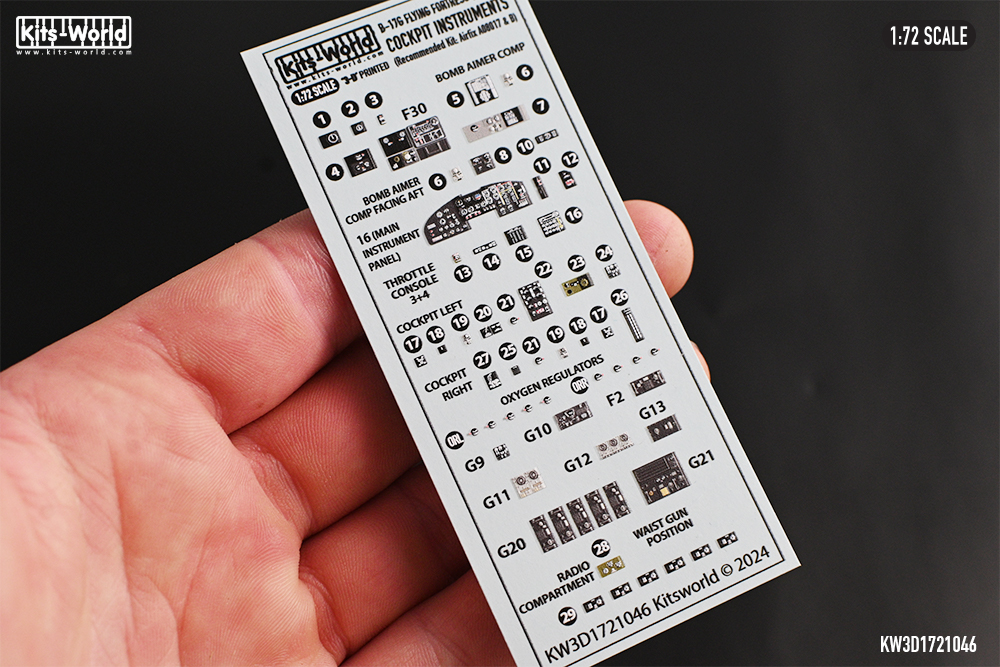 Kits-World
www.kits-world.com
1:72 SCALE
Kits-World
www.kits-world.com
B-17G FLYING FORTRESS
COCKPIT INSTRUMENTS
1:72 SCALE
3-D PRINTED
(Recommended Kit: Airfix A00017 & B)
BOMB AIMER COMP
1 2 3
F30
5 6
7
4
BOMB AIMER
COMP FACING AFT
6
8 10
11 12
16 (MAIN
INSTRUMENT
PANEL)
16
THROTTLE
CONSOLE
3+4
13 14 15
22 23 24
COCKPIT LEFT
17 18 19 20 21
26
COCKPIT
RIGHT
27 25 21 19 18 17
OXYGEN REGULATORS
ORL
ORR
G9
G10
F2
G11
G12
G13
G20
G21
RADIO
COMPARTMENT
28
WAIST GUN
POSITION
29
KW3D1721046 Kitsworld © 2024
KW3D1721046